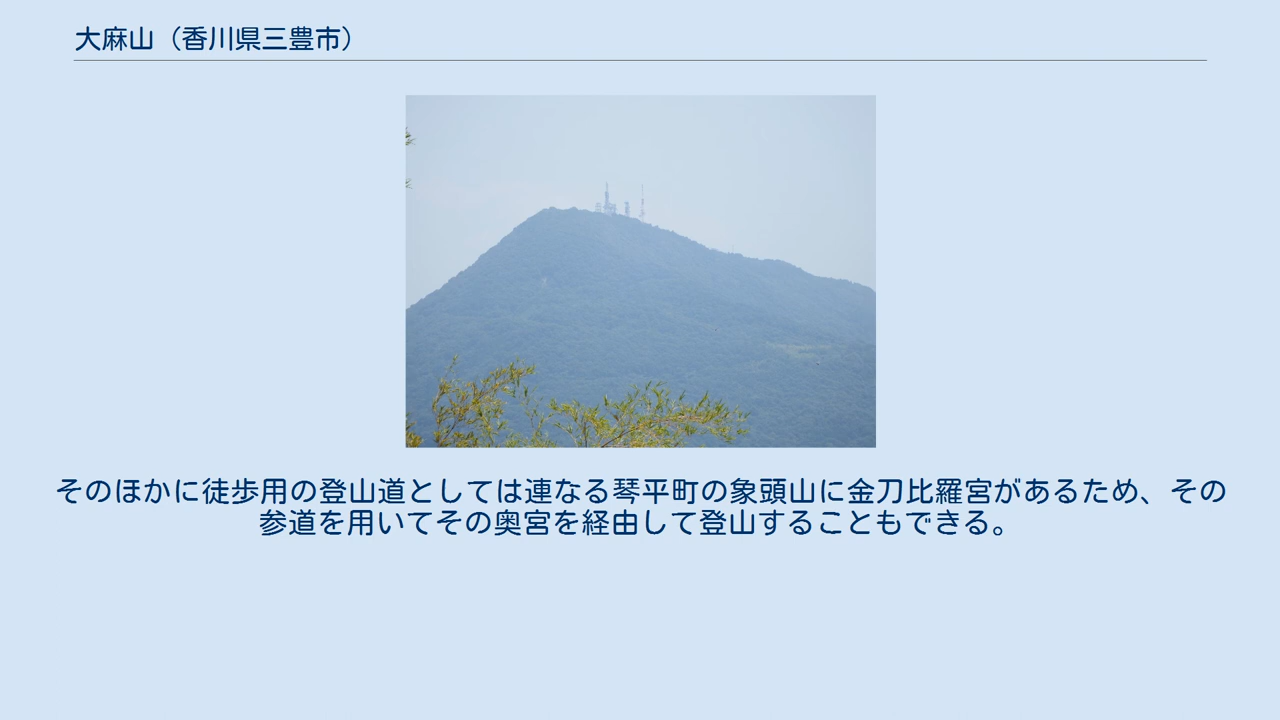 大麻山（香川県三豊市）
そのほかに徒歩用の登山道としては連なる琴平町の象頭山に金刀比羅宮があるため、その
参道を用いてその奥宮を経由して登山することもできる。